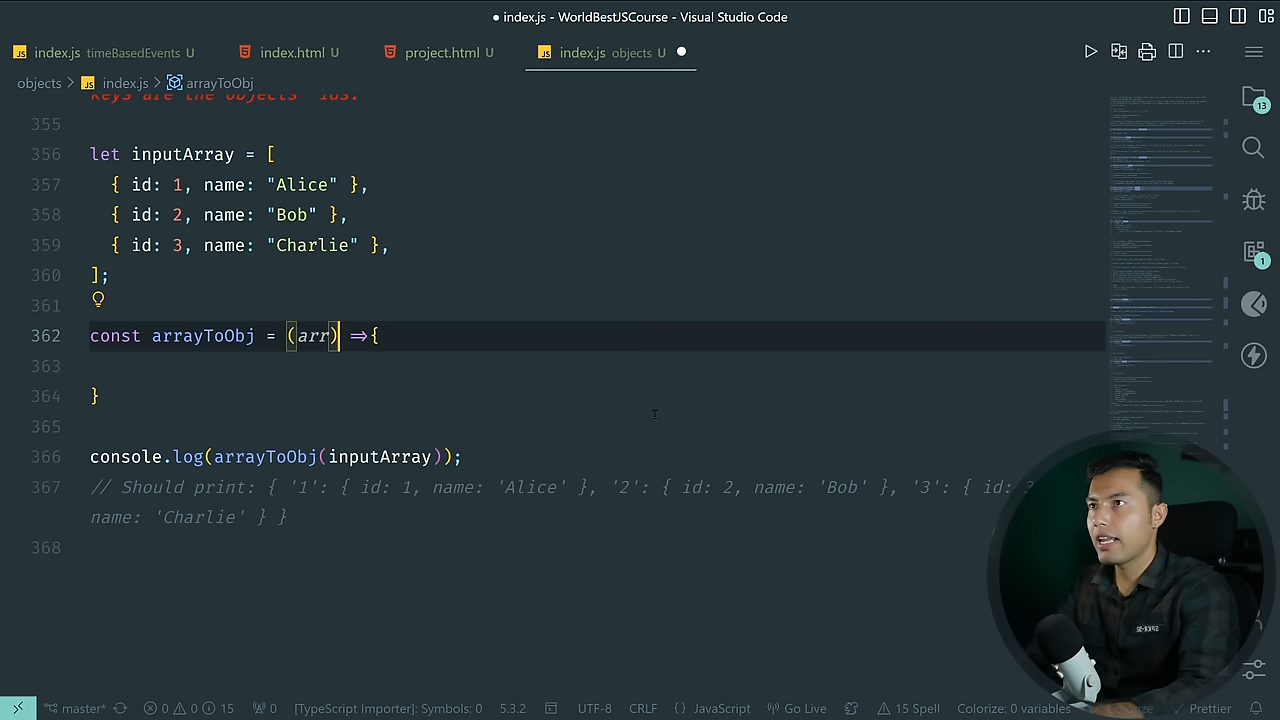 ● index.js - WorldBestJSCourse - Visual Studio Code
JS index.js timeBasedEvents U index.html U project.html U JS index.js objects U ●
objects > JS index.js > arrayToObj
keys are the objects' ids.
355
356 let inputArray = [
357 { id: 1, name: "Alice" },
358 { id: 2, name: "Bob" },
359 { id: 3, name: "Charlie" },
360 ];
361
362 const arrayToObj = (arr) =>{
363
364 }
365
366 console.log(arrayToObj(inputArray));
367 // Should print: { '1': { id: 1, name: 'Alice' }, '2': { id: 2, name: 'Bob' }, '3': { id: 3
name: 'Charlie' } }
368
13
1
master* 0 0 15 0 [TypeScript Importer]: Symbols: 0 5.3.2 UTF-8 CRLF {} JavaScript Go Live 15 Spell Colorize: 0 variables Colorize Prettier